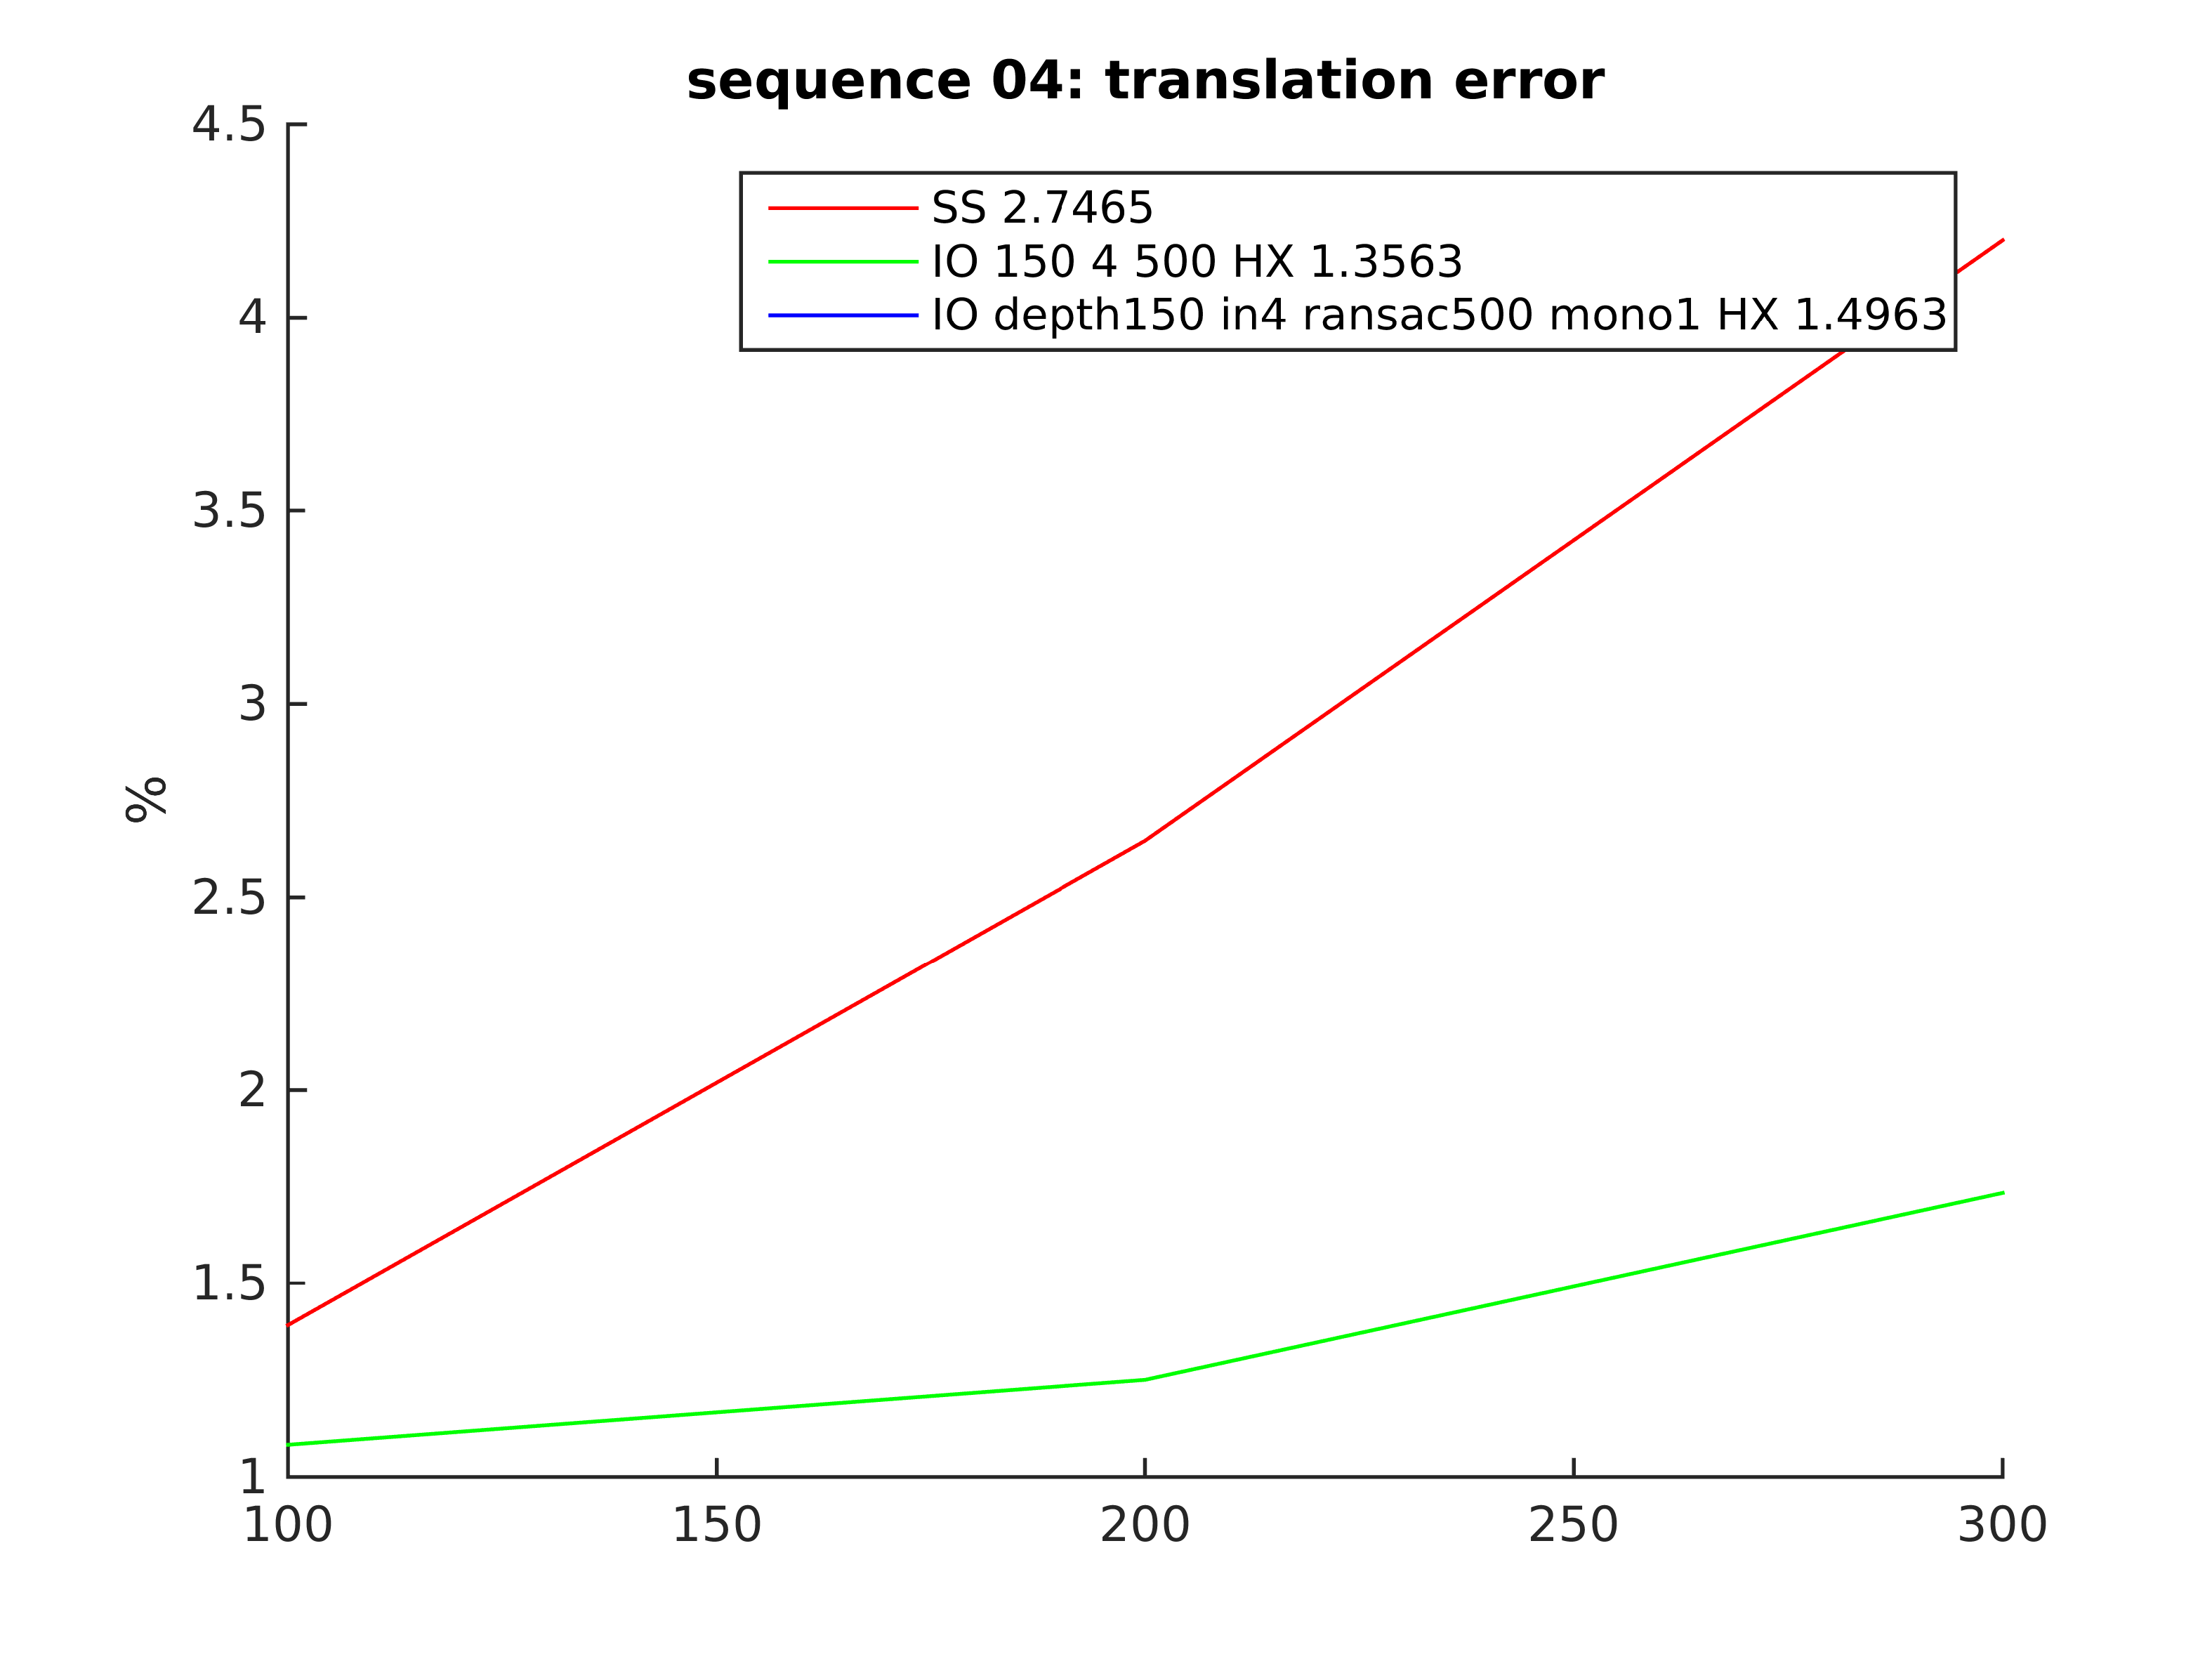 sequence 04: translation error
4.5
SS 2.7465
IO 150 4 500 HX 1.3563
IO depth150 in4 ransac500 mono1 HX 1.4963
4
3.5
3
%
2.5
2
1.5
1
100 150 200 250 300